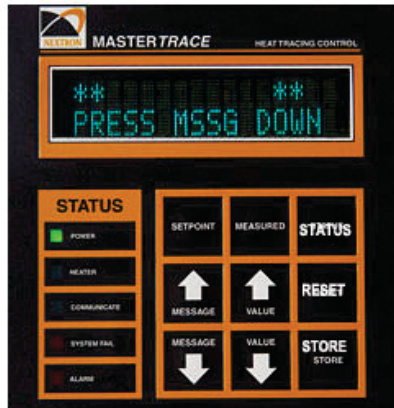 NEXTRON
MASTERTRACE
HEAT TRACING CONTROL
** **
PRESS MSSG DOWN
STATUS
POWER
HEATER
COMMUNICATE
SYSTEM FAIL
ALARM
SETPOINT
MEASURED
STATUS
MESSAGE
VALUE
RESET
MESSAGE
VALUE
STORE
STORE